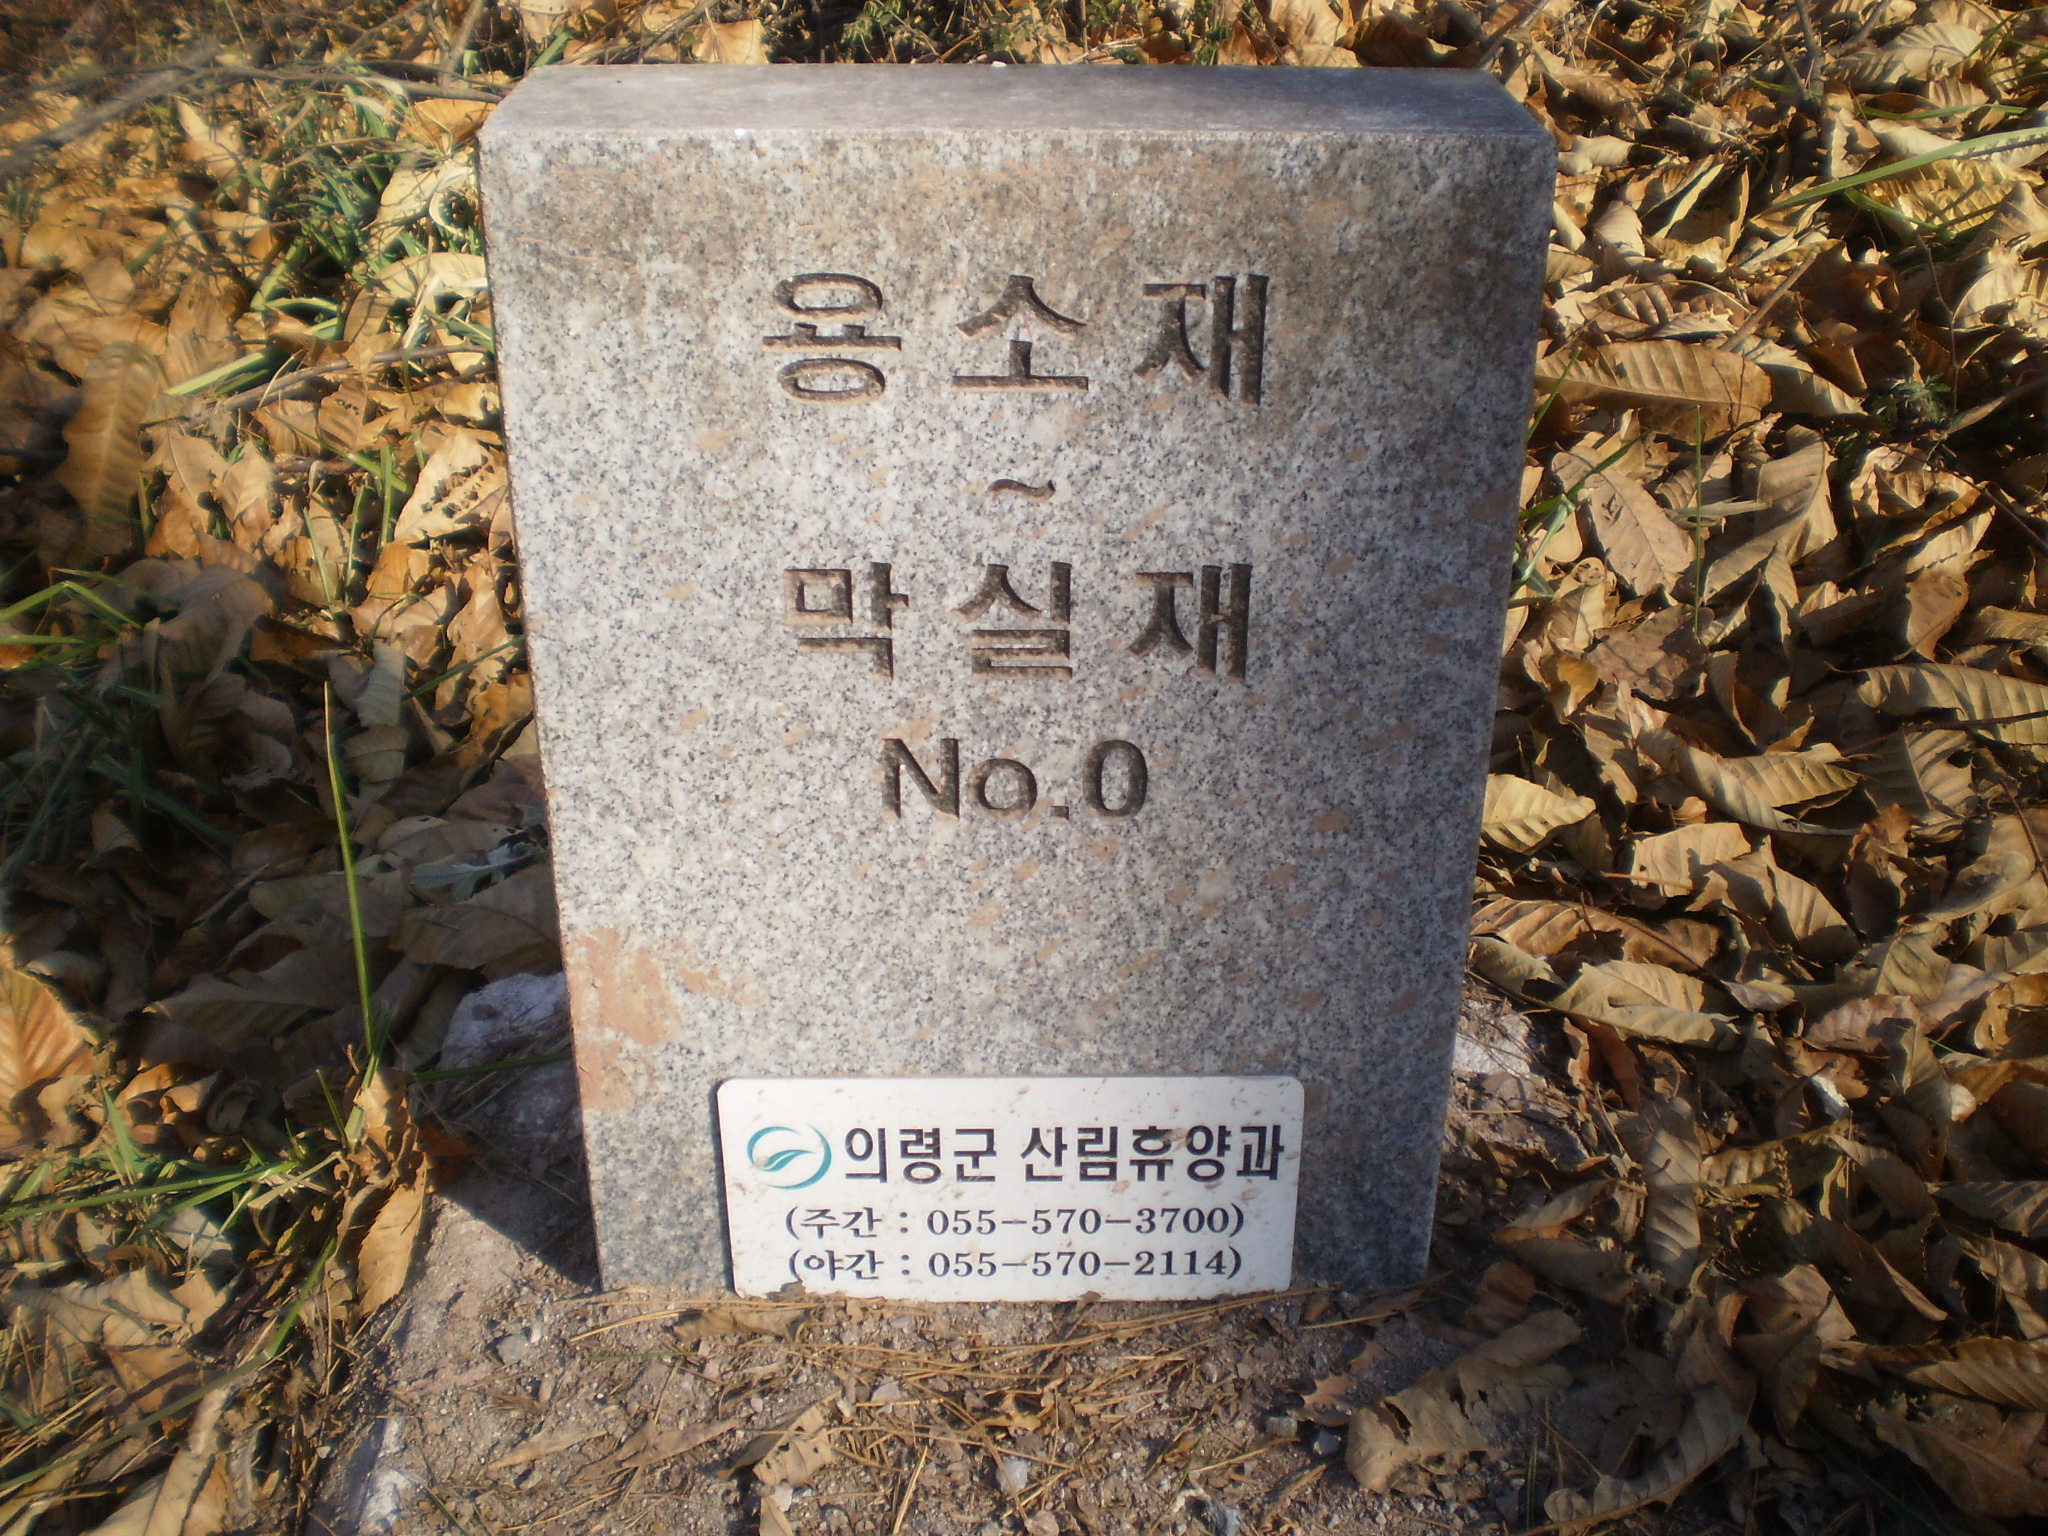 용소재
~
막실재
No.0
의령군 산림휴양과
(주간 : 055-570-3700)
(야간 : 055-570-2114)